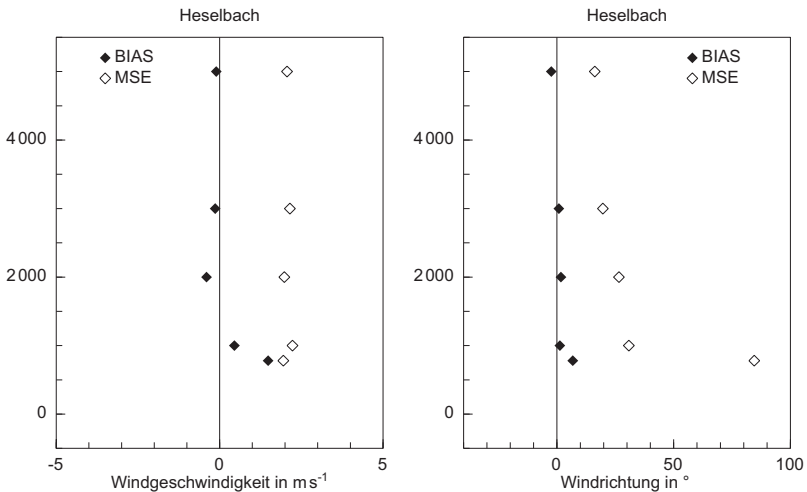 Heselbach
BIAS
MSE
4000
2000
0
-5
0
5
Windgeschwindigkeit in m s⁻¹
Heselbach
BIAS
MSE
4000
2000
0
0
50
100
Windrichtung in °